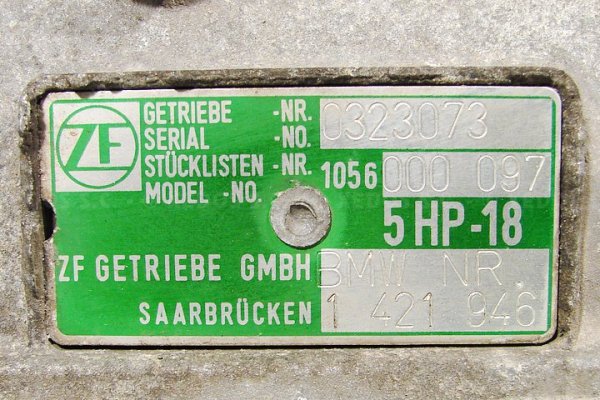 ZF
GETRIEBE -NR. 0323073
SERIAL -NO.
STÜCKLISTEN -NR. 1056 000 097
MODEL -NO.
5 HP-18
ZF GETRIEBE GMBH BMW NR.
SAARBRÜCKEN 1 421 946